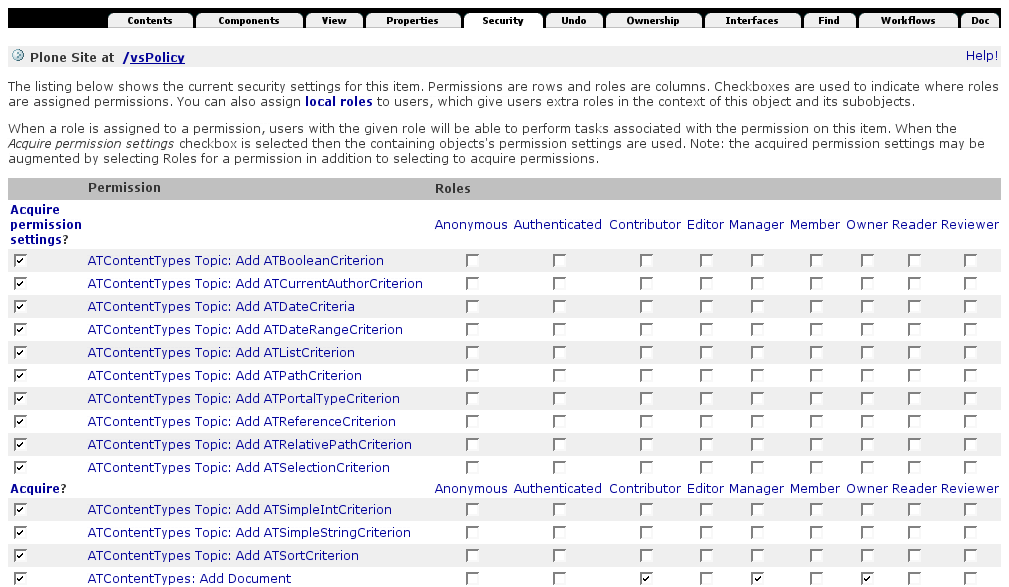 Contents Components View Properties Security Undo Ownership Interfaces Find Workflows Doc
Plone Site at /vsPolicy Help!
The listing below shows the current security settings for this item. Permissions are rows and roles are columns. Checkboxes are used to indicate where roles
are assigned permissions. You can also assign local roles to users, which give users extra roles in the context of this object and its subobjects.
When a role is assigned to a permission, users with the given role will be able to perform tasks associated with the permission on this item. When the
Acquire permission settings checkbox is selected then the containing objects's permission settings are used. Note: the acquired permission settings may be
augmented by selecting Roles for a permission in addition to selecting to acquire permissions.
Permission Roles
Acquire
permission
settings?
Anonymous Authenticated Contributor Editor Manager Member Owner Reader Reviewer
ATContentTypes Topic: Add ATBooleanCriterion
ATContentTypes Topic: Add ATCurrentAuthorCriterion
ATContentTypes Topic: Add ATDateCriteria
ATContentTypes Topic: Add ATDateRangeCriterion
ATContentTypes Topic: Add ATListCriterion
ATContentTypes Topic: Add ATPathCriterion
ATContentTypes Topic: Add ATPortalTypeCriterion
ATContentTypes Topic: Add ATReferenceCriterion
ATContentTypes Topic: Add ATRelativePathCriterion
ATContentTypes Topic: Add ATSelectionCriterion
Acquire? Anonymous Authenticated Contributor Editor Manager Member Owner Reader Reviewer
ATContentTypes Topic: Add ATSimpleIntCriterion
ATContentTypes Topic: Add ATSimpleStringCriterion
ATContentTypes Topic: Add ATSortCriterion
ATContentTypes: Add Document